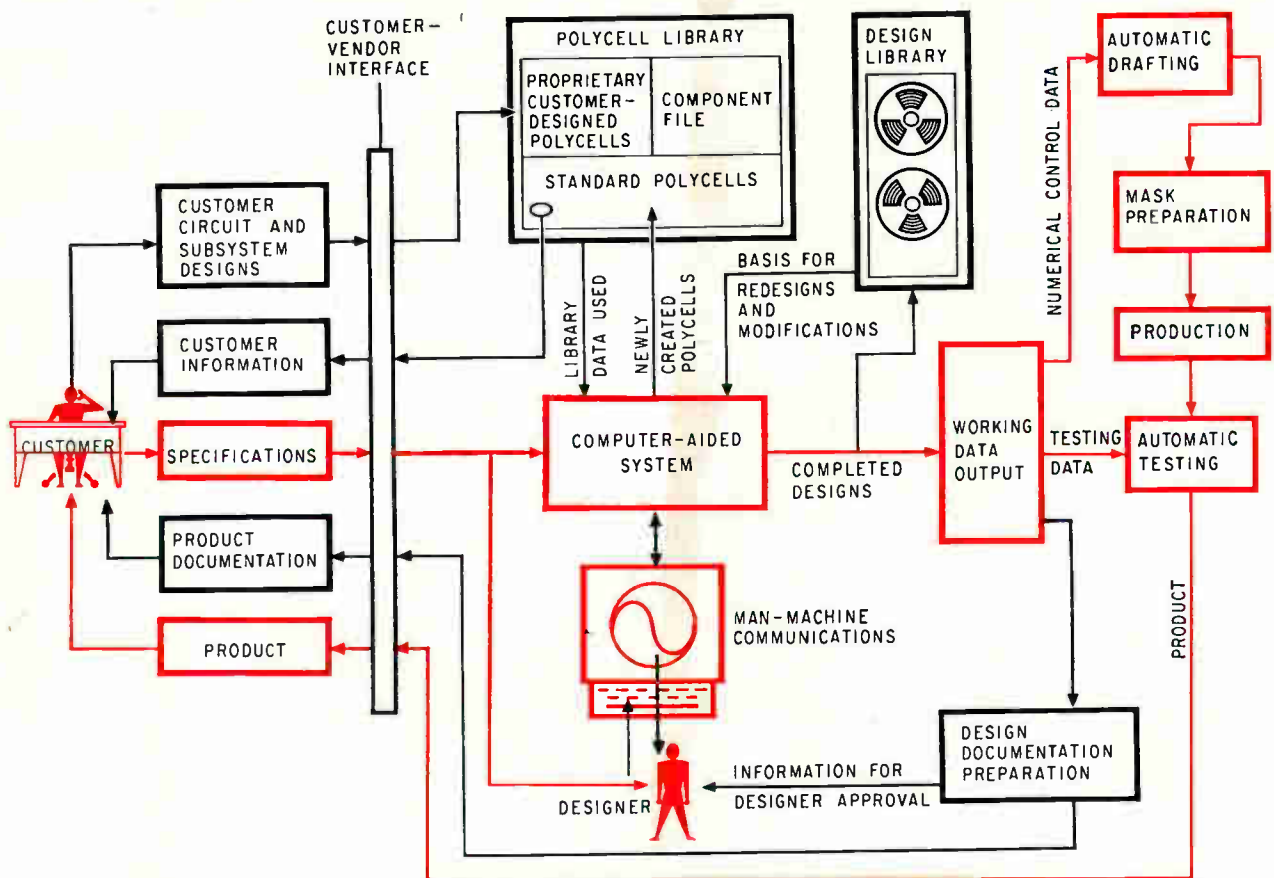 CUSTOMER-
VENDOR
INTERFACE
POLYCELL LIBRARY
PROPRIETARY
CUSTOMER-
DESIGNED
POLYCELLS
COMPONENT
FILE
STANDARD POLYCELLS
DESIGN
LIBRARY
NUMERICAL CONTROL DATA
AUTOMATIC
DRAFTING
MASK
PREPARATION
PRODUCTION
AUTOMATIC
TESTING
CUSTOMER
CIRCUIT AND
SUBSYSTEM
DESIGNS
CUSTOMER
INFORMATION
CUSTOMER
SPECIFICATIONS
PRODUCT
DOCUMENTATION
PRODUCT
LIBRARY
DATA USED
NEWLY
CREATED
POLYCELLS
BASIS FOR
REDESIGNS
AND
MODIFICATIONS
COMPUTER-AIDED
SYSTEM
COMPLETED
DESIGNS
WORKING
DATA
OUTPUT
TESTING
DATA
MAN-MACHINE
COMMUNICATIONS
PRODUCT
DESIGN
DOCUMENTATION
PREPARATION
INFORMATION FOR
DESIGNER APPROVAL
DESIGNER